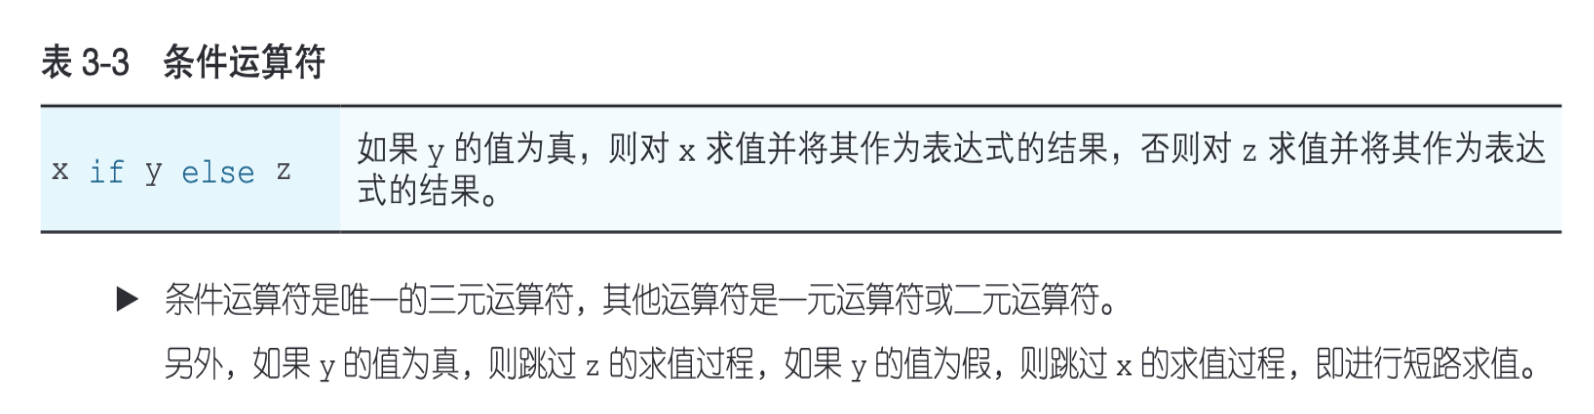 表 3-3 条件运算符
x if y else z
如果 y 的值为真，则对 x 求值并将其作为表达式的结果，否则对 z 求值并将其作为表达
式的结果。
▶ 条件运算符是唯一的三元运算符，其他运算符是一元运算符或二元运算符。
另外，如果 y 的值为真，则跳过 z 的求值过程，如果 y 的值为假，则跳过 x 的求值过程，即进行短路求值。